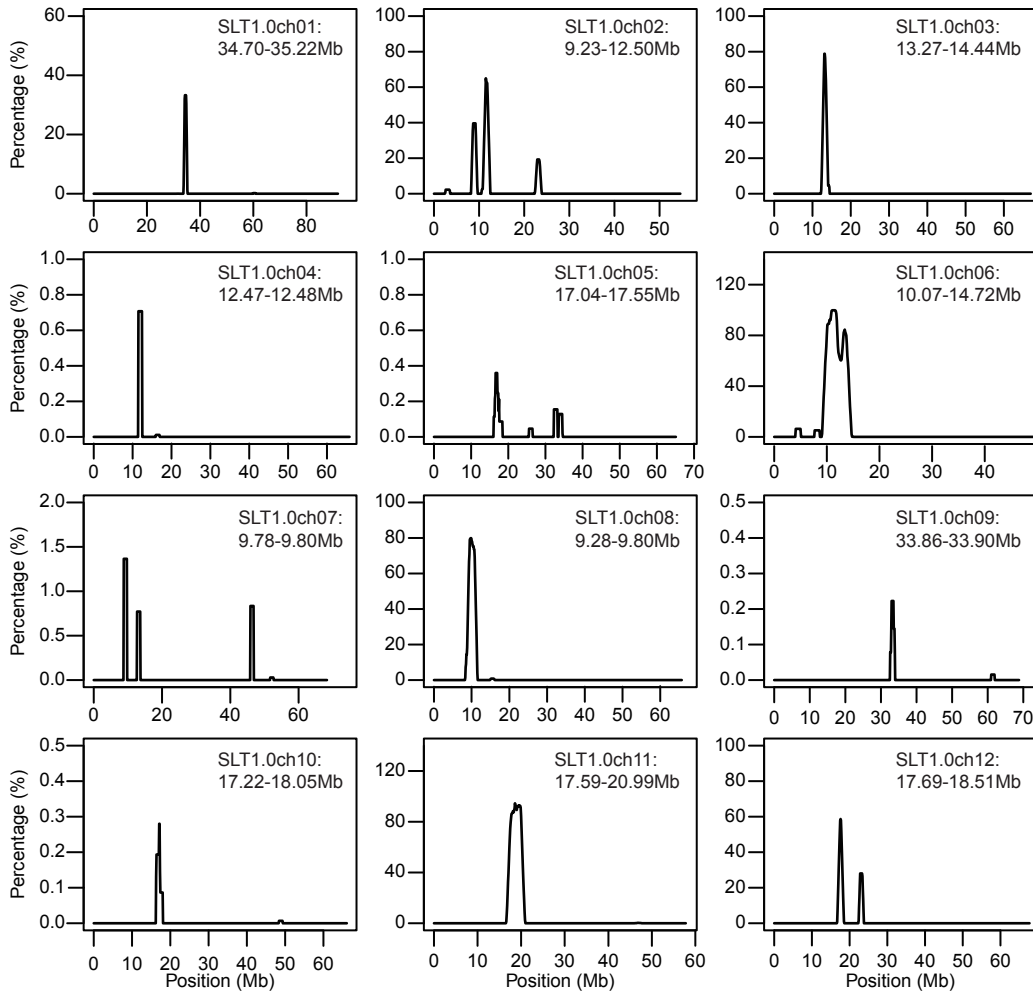 SLT1.0ch01:
34.70-35.22Mb
Percentage (%)
60
40
20
0
0 20 40 60 80
SLT1.0ch02:
9.23-12.50Mb
100
80
60
40
20
0
0 10 20 30 40 50
SLT1.0ch03:
13.27-14.44Mb
100
80
60
40
20
0
0 10 20 30 40 50 60
SLT1.0ch04:
12.47-12.48Mb
Percentage (%)
1.0
0.8
0.6
0.4
0.2
0.0
0 10 20 30 40 50 60
SLT1.0ch05:
17.04-17.55Mb
1.0
0.8
0.6
0.4
0.2
0.0
0 10 20 30 40 50 60 70
SLT1.0ch06:
10.07-14.72Mb
120
80
40
0
0 10 20 30 40
SLT1.0ch07:
9.78-9.80Mb
Percentage (%)
2.0
1.5
1.0
0.5
0.0
0 20 40 60
SLT1.0ch08:
9.28-9.80Mb
100
80
60
40
20
0
0 10 20 30 40 50 60
SLT1.0ch09:
33.86-33.90Mb
0.5
0.4
0.3
0.2
0.1
0.0
0 10 20 30 40 50 60 70
SLT1.0ch10:
17.22-18.05Mb
Percentage (%)
0.5
0.4
0.3
0.2
0.1
0.0
0 10 20 30 40 50 60
Position (Mb)
SLT1.0ch11:
17.59-20.99Mb
120
80
40
0
0 10 20 30 40 50 60
Position (Mb)
SLT1.0ch12:
17.69-18.51Mb
100
80
60
40
20
0
0 10 20 30 40 50 60
Position (Mb)